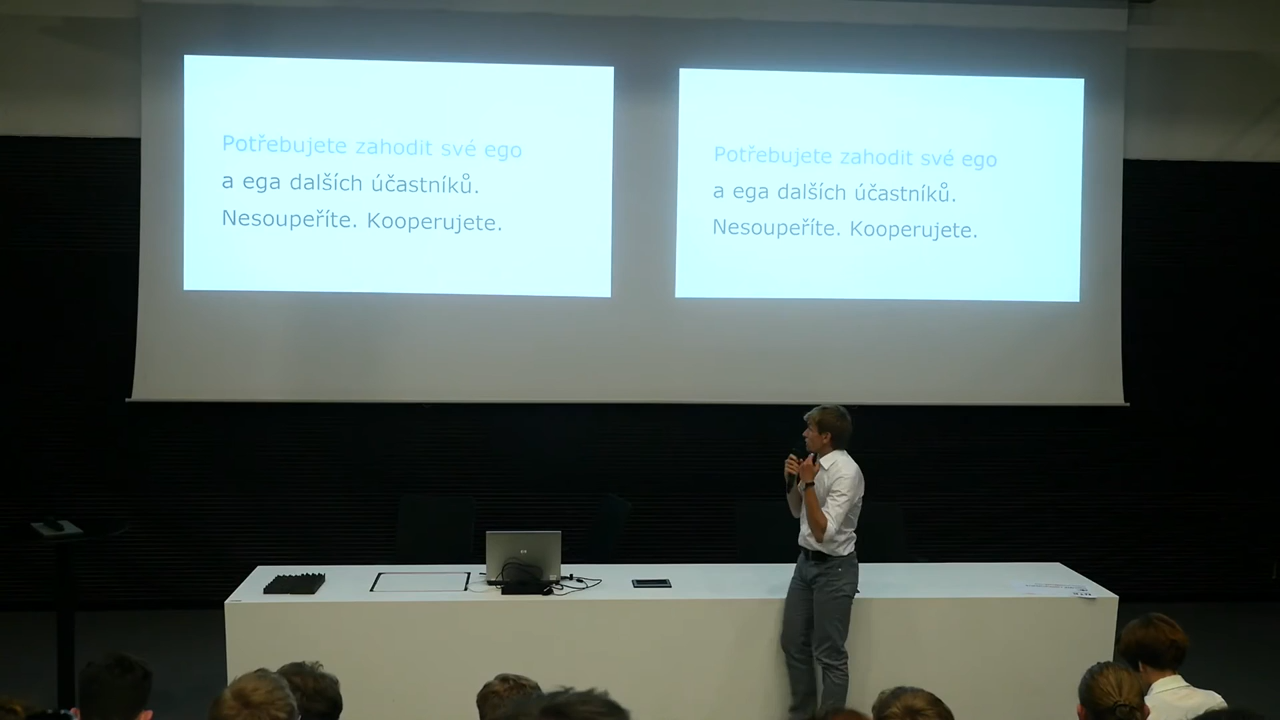 Potřebujete zahodit své ego
a ega dalších účastníků.
Nesoupeříte. Kooperujete.
Potřebujete zahodit své ego
a ega dalších účastníků.
Nesoupeříte. Kooperujete.